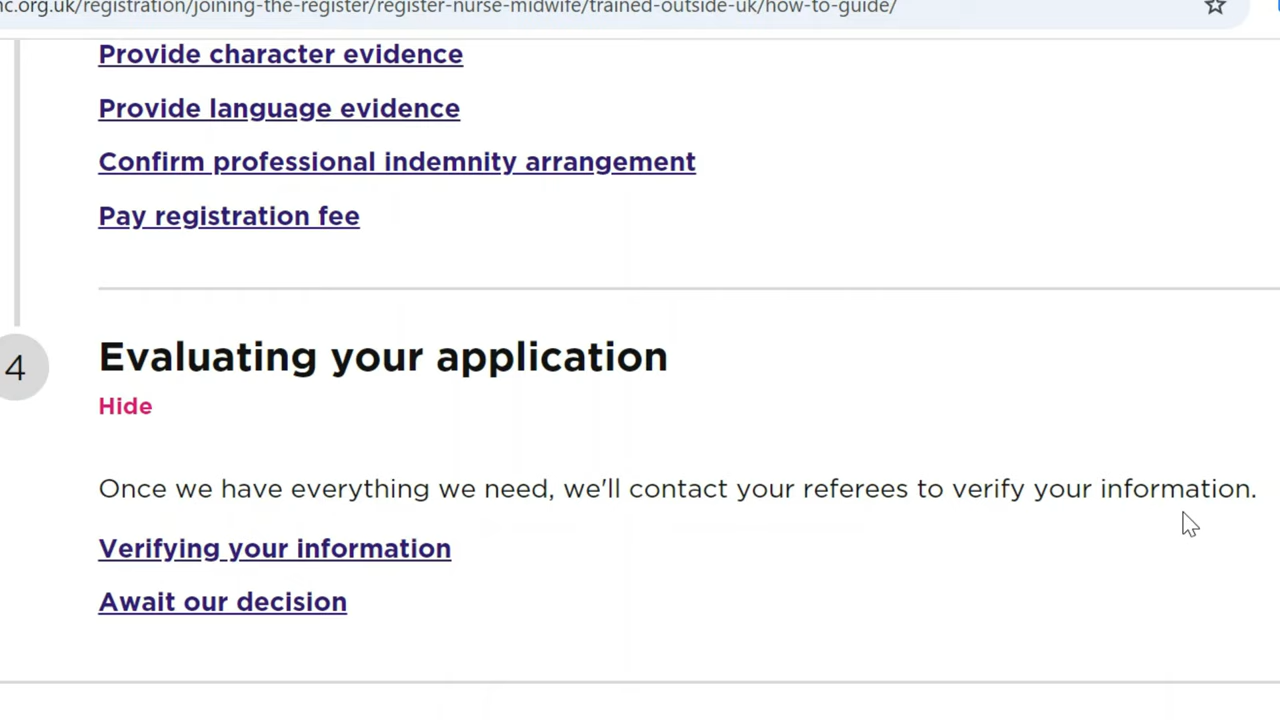 nc.org.uk/registration/joining-the-register/register-nurse-midwife/trained-outside-uk/how-to-guide/
Provide character evidence
Provide language evidence
Confirm professional indemnity arrangement
Pay registration fee
4
Evaluating your application
Hide
Once we have everything we need, we'll contact your referees to verify your information.
Verifying your information
Await our decision